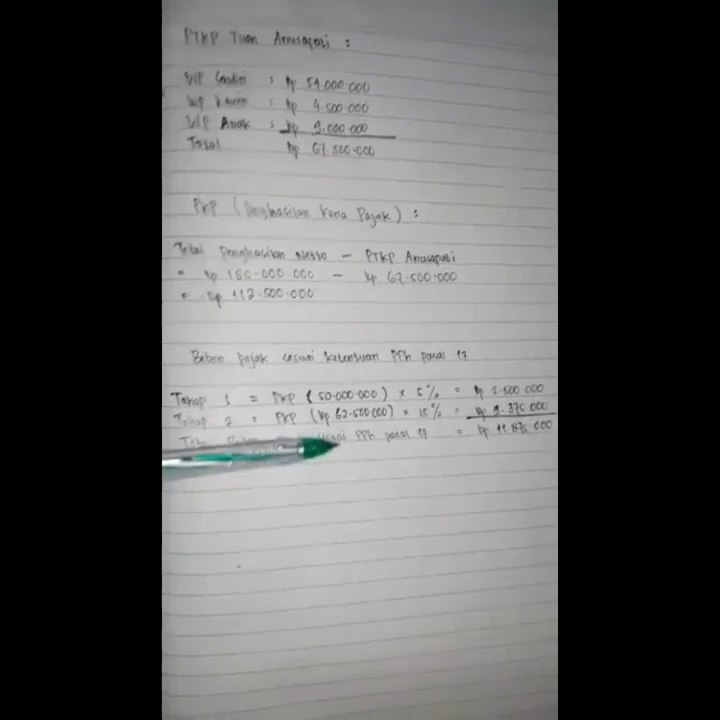 PTKP Tuan Anusapati :
WP Sendiri : Rp 54.000.000
WP Kawin : Rp 4.500.000
WP Anak : Rp 9.000.000
Total Rp 67.500.000
PKP (Penghasilan Kena Pajak) :
Total Penghasilan Netto - PTKP Anusapati
= Rp 180.000.000 - Rp 67.500.000
= Rp 112.500.000
Beban pajak sesuai ketentuan PPh pasal 17
Tahap 1 = PKP (50.000.000) x 5% = Rp 2.500.000
Tahap 2 = PKP (Rp 62.500.000) x 15% = Rp 9.375.000
PPh pasal 17 = Rp 11.875.000